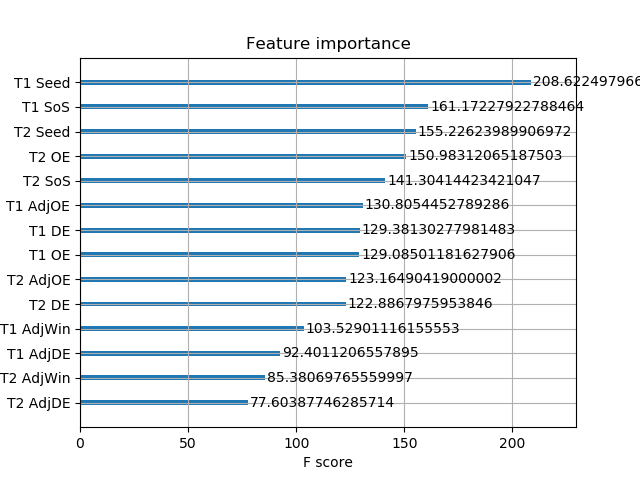 Feature importance
T1 Seed 208.622497966
T1 SoS 161.17227922788464
T2 Seed 155.22623989906972
T2 OE 150.98312065187503
T2 SoS 141.30414423421047
T1 AdjOE 130.8054452789286
T1 DE 129.38130277981483
T1 OE 129.08501181627906
T2 AdjOE 123.16490419000002
T2 DE 122.8867975953846
T1 AdjWin 103.52901116155553
T1 AdjDE 92.4011206557895
T2 AdjWin 85.38069765559997
T2 AdjDE 77.60387746285714
0 50 100 150 200
F score